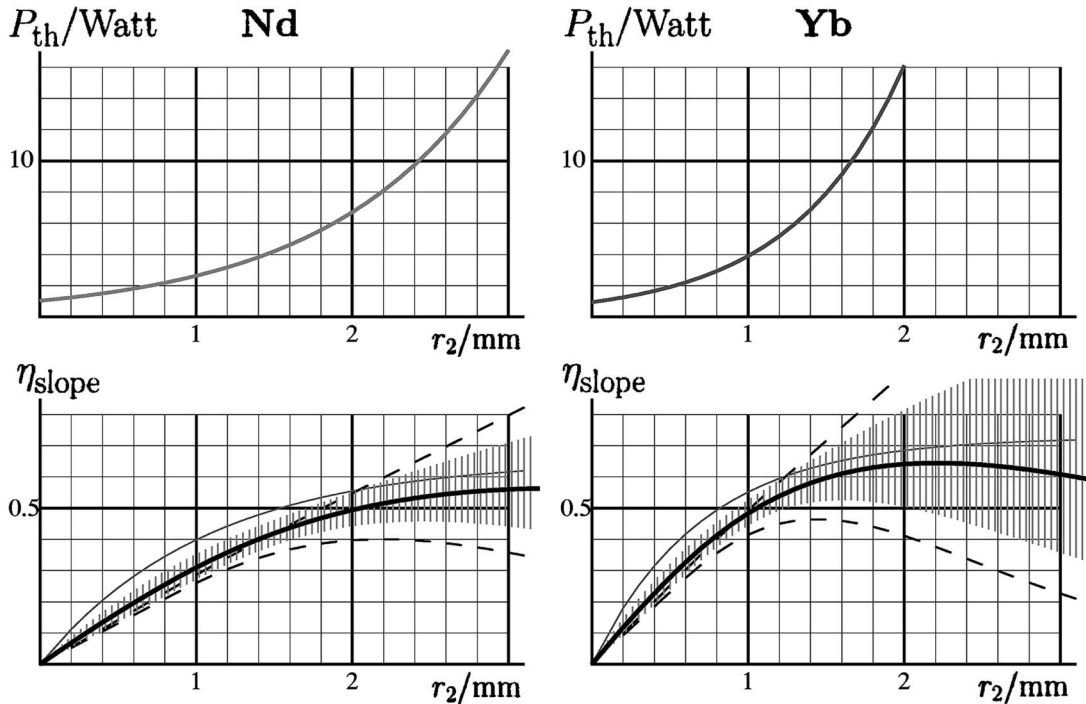 P_th/Watt Nd
10
1 2 r_2/mm
P_th/Watt Yb
10
1 2 r_2/mm
η_slope
0.5
1 2 r_2/mm
η_slope
0.5
1 2 r_2/mm